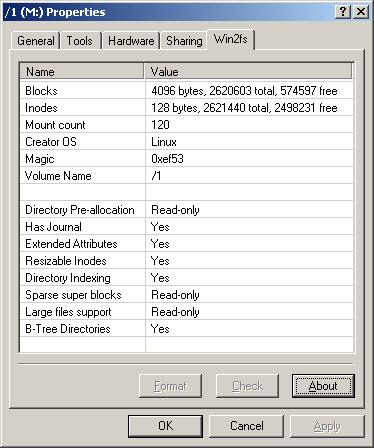 /1 (M:) Properties
General Tools Hardware Sharing Win2fs
Name Value
Blocks 4096 bytes, 2620603 total, 574597 free
Inodes 128 bytes, 2621440 total, 2498231 free
Mount count 120
Creator OS Linux
Magic 0xef53
Volume Name /1
Directory Pre-allocation Read-only
Has Journal Yes
Extended Attributes Yes
Resizable Inodes Yes
Directory Indexing Yes
Sparse super blocks Read-only
Large files support Read-only
B-Tree Directories Yes
Format Check About
OK Cancel Apply